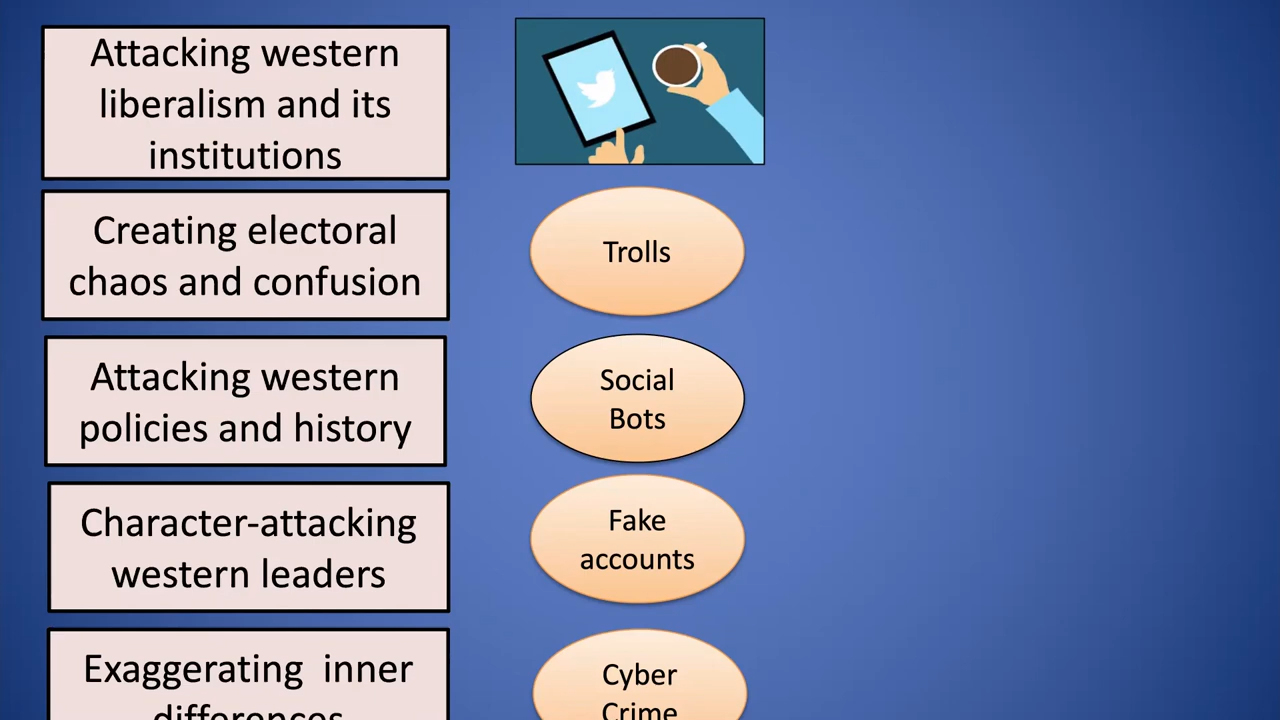 Attacking western
liberalism and its
institutions
Creating electoral
chaos and confusion
Attacking western
policies and history
Character-attacking
western leaders
Exaggerating  inner
differences
Trolls
Social
Bots
Fake
accounts
Cyber
Crime